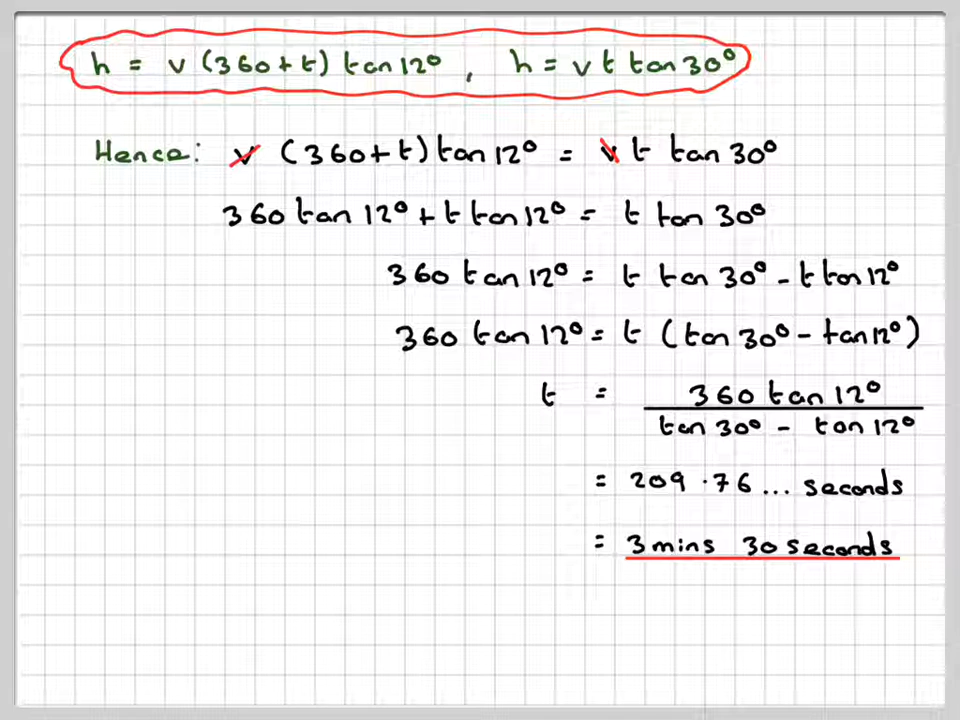 h = v (360 + t) tan 12° , h = v t tan 30°
Hence: v (360 + t) tan 12° = v t tan 30°
360 tan 12° + t tan 12° = t tan 30°
360 tan 12° = t tan 30° - t tan 12°
360 tan 12° = t (tan 30° - tan 12°)
t = 360 tan 12°
tan 30° - tan 12°
= 209.76... seconds
= 3 mins 30 seconds